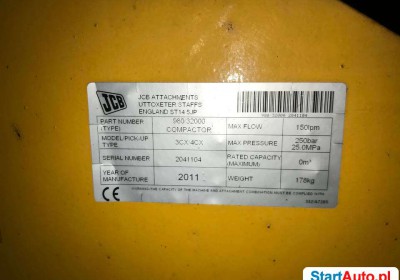 JCB
JCB ATTACHMENTS
UTTOXETER STAFFS
ENGLAND ST14 5JP
PART NUMBER (TYPE) 980/32000 COMPACTOR MAX FLOW 150lpm
MODEL/PICK-UP TYPE 3CX/4CX MAX PRESSURE 250bar 25.0MPa
SERIAL NUMBER 2041104 RATED CAPACITY (MAXIMUM) 0m³
YEAR OF MANUFACTURE 2011 WEIGHT 178kg
CE
StartAuto.pl